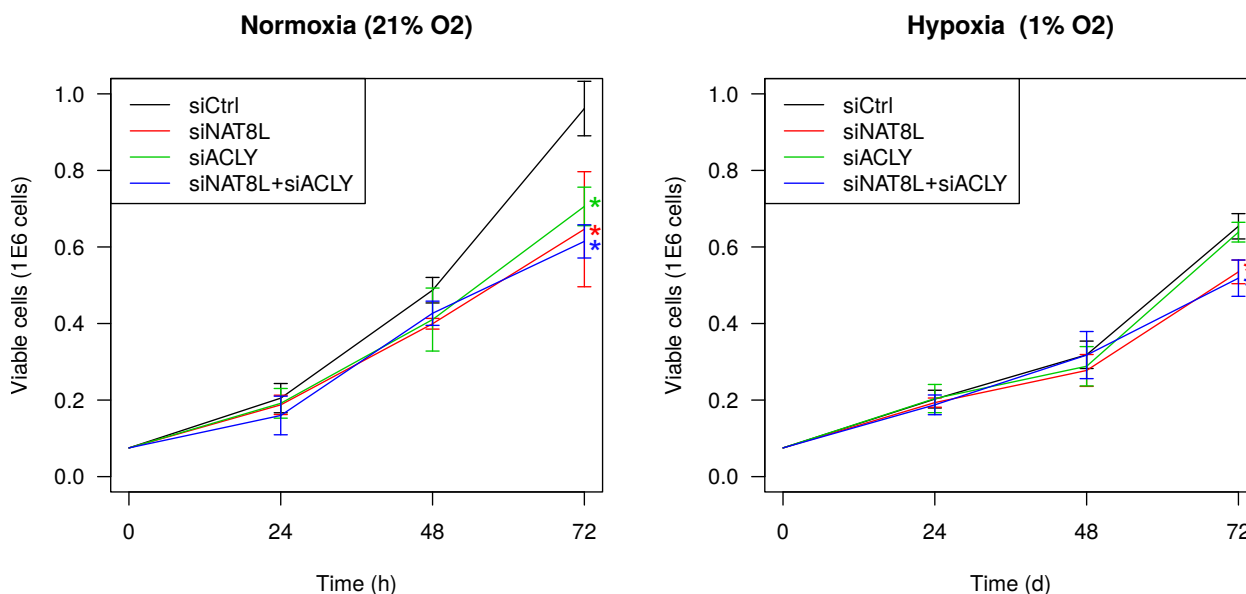 Normoxia (21% O2)
Viable cells (1E6 cells)
1.0
0.8
0.6
0.4
0.2
0.0
siCtrl
siNAT8L
siACLY
siNAT8L+siACLY
*
*
*
0 24 48 72
Time (h)
Hypoxia (1% O2)
Viable cells (1E6 cells)
1.0
0.8
0.6
0.4
0.2
0.0
siCtrl
siNAT8L
siACLY
siNAT8L+siACLY
0 24 48 72
Time (d)